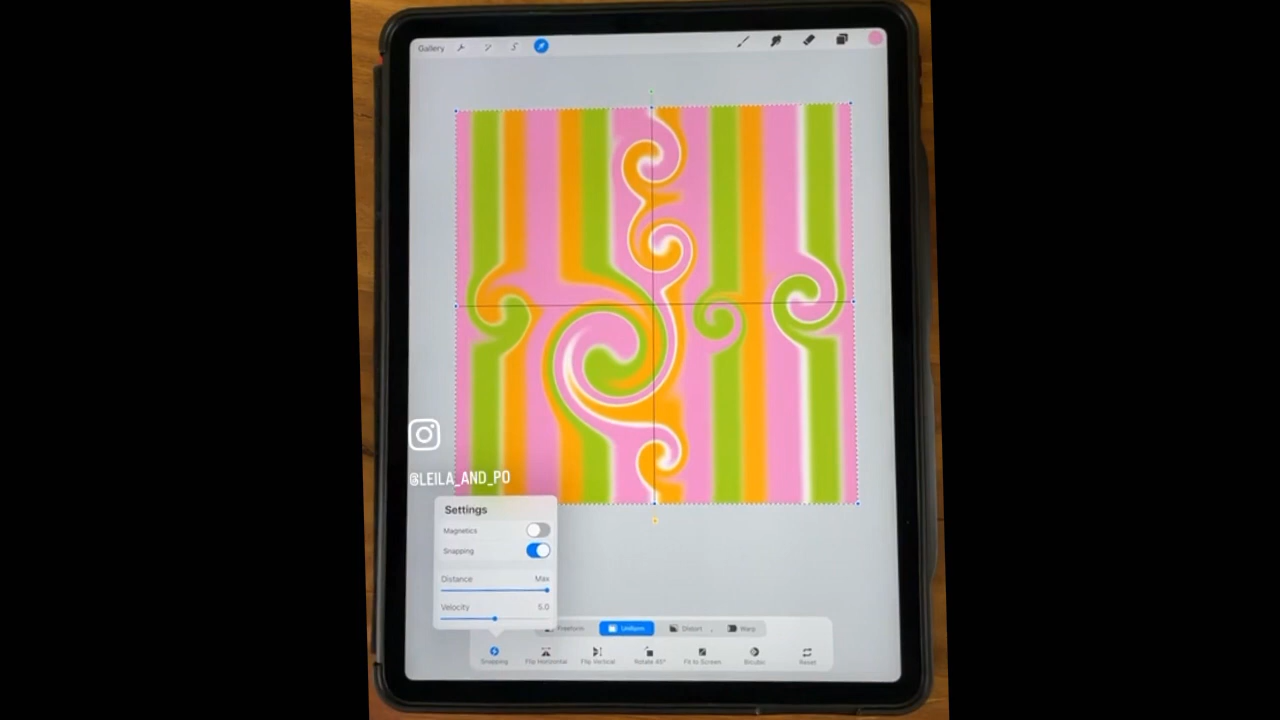 Gallery
@LEILA_AND_PO
Settings
Magnetics
Snapping
Distance Max
Velocity 5.0
Freeform Uniform Distort Warp
Snapping Flip Horizontal Flip Vertical Rotate 45° Fit to Screen Bicubic Reset